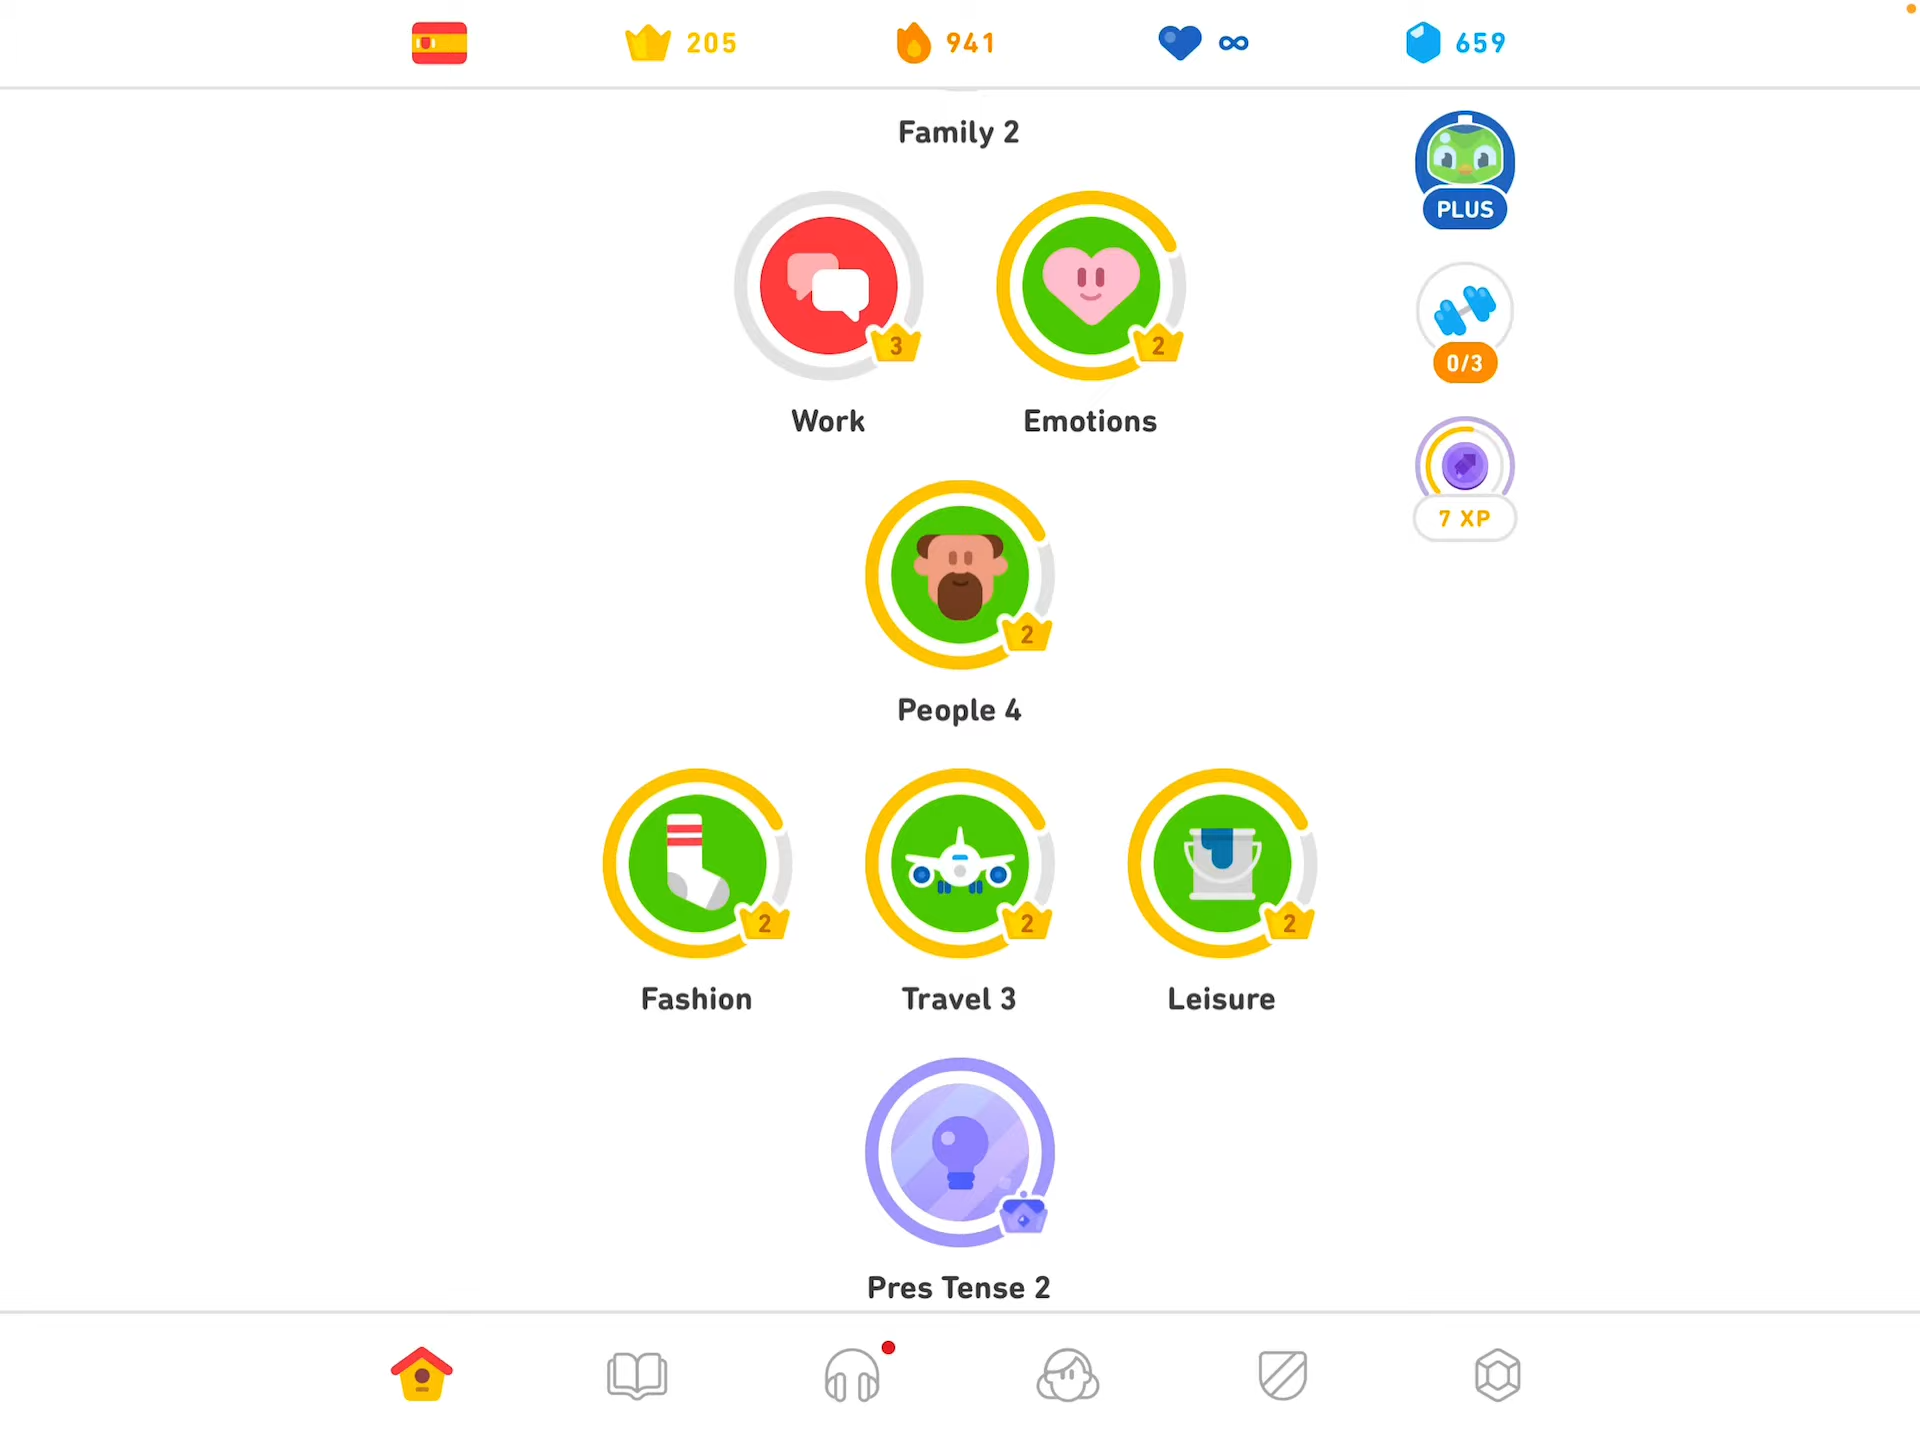 205
941
∞
659
Family 2
PLUS
3
2
0/3
Work
Emotions
7 XP
2
People 4
2
2
2
Fashion
Travel 3
Leisure
Pres Tense 2